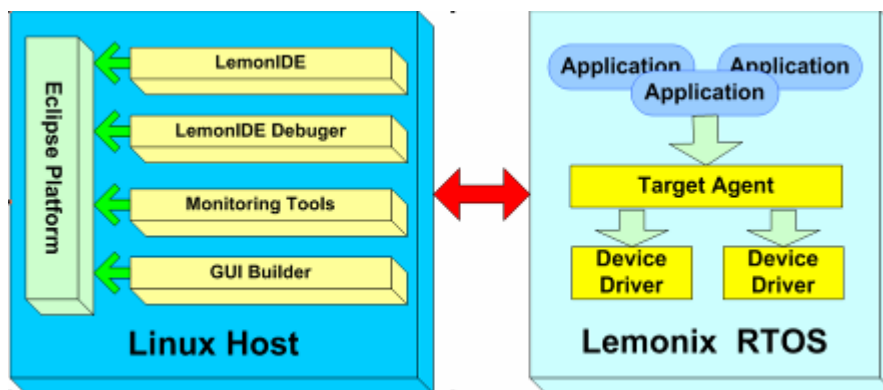 Eclipse Platform
LemonIDE
LemonIDE Debuger
Monitoring Tools
GUI Builder
Linux Host
Application
Application
Application
Target Agent
Device
Driver
Device
Driver
Lemonix RTOS